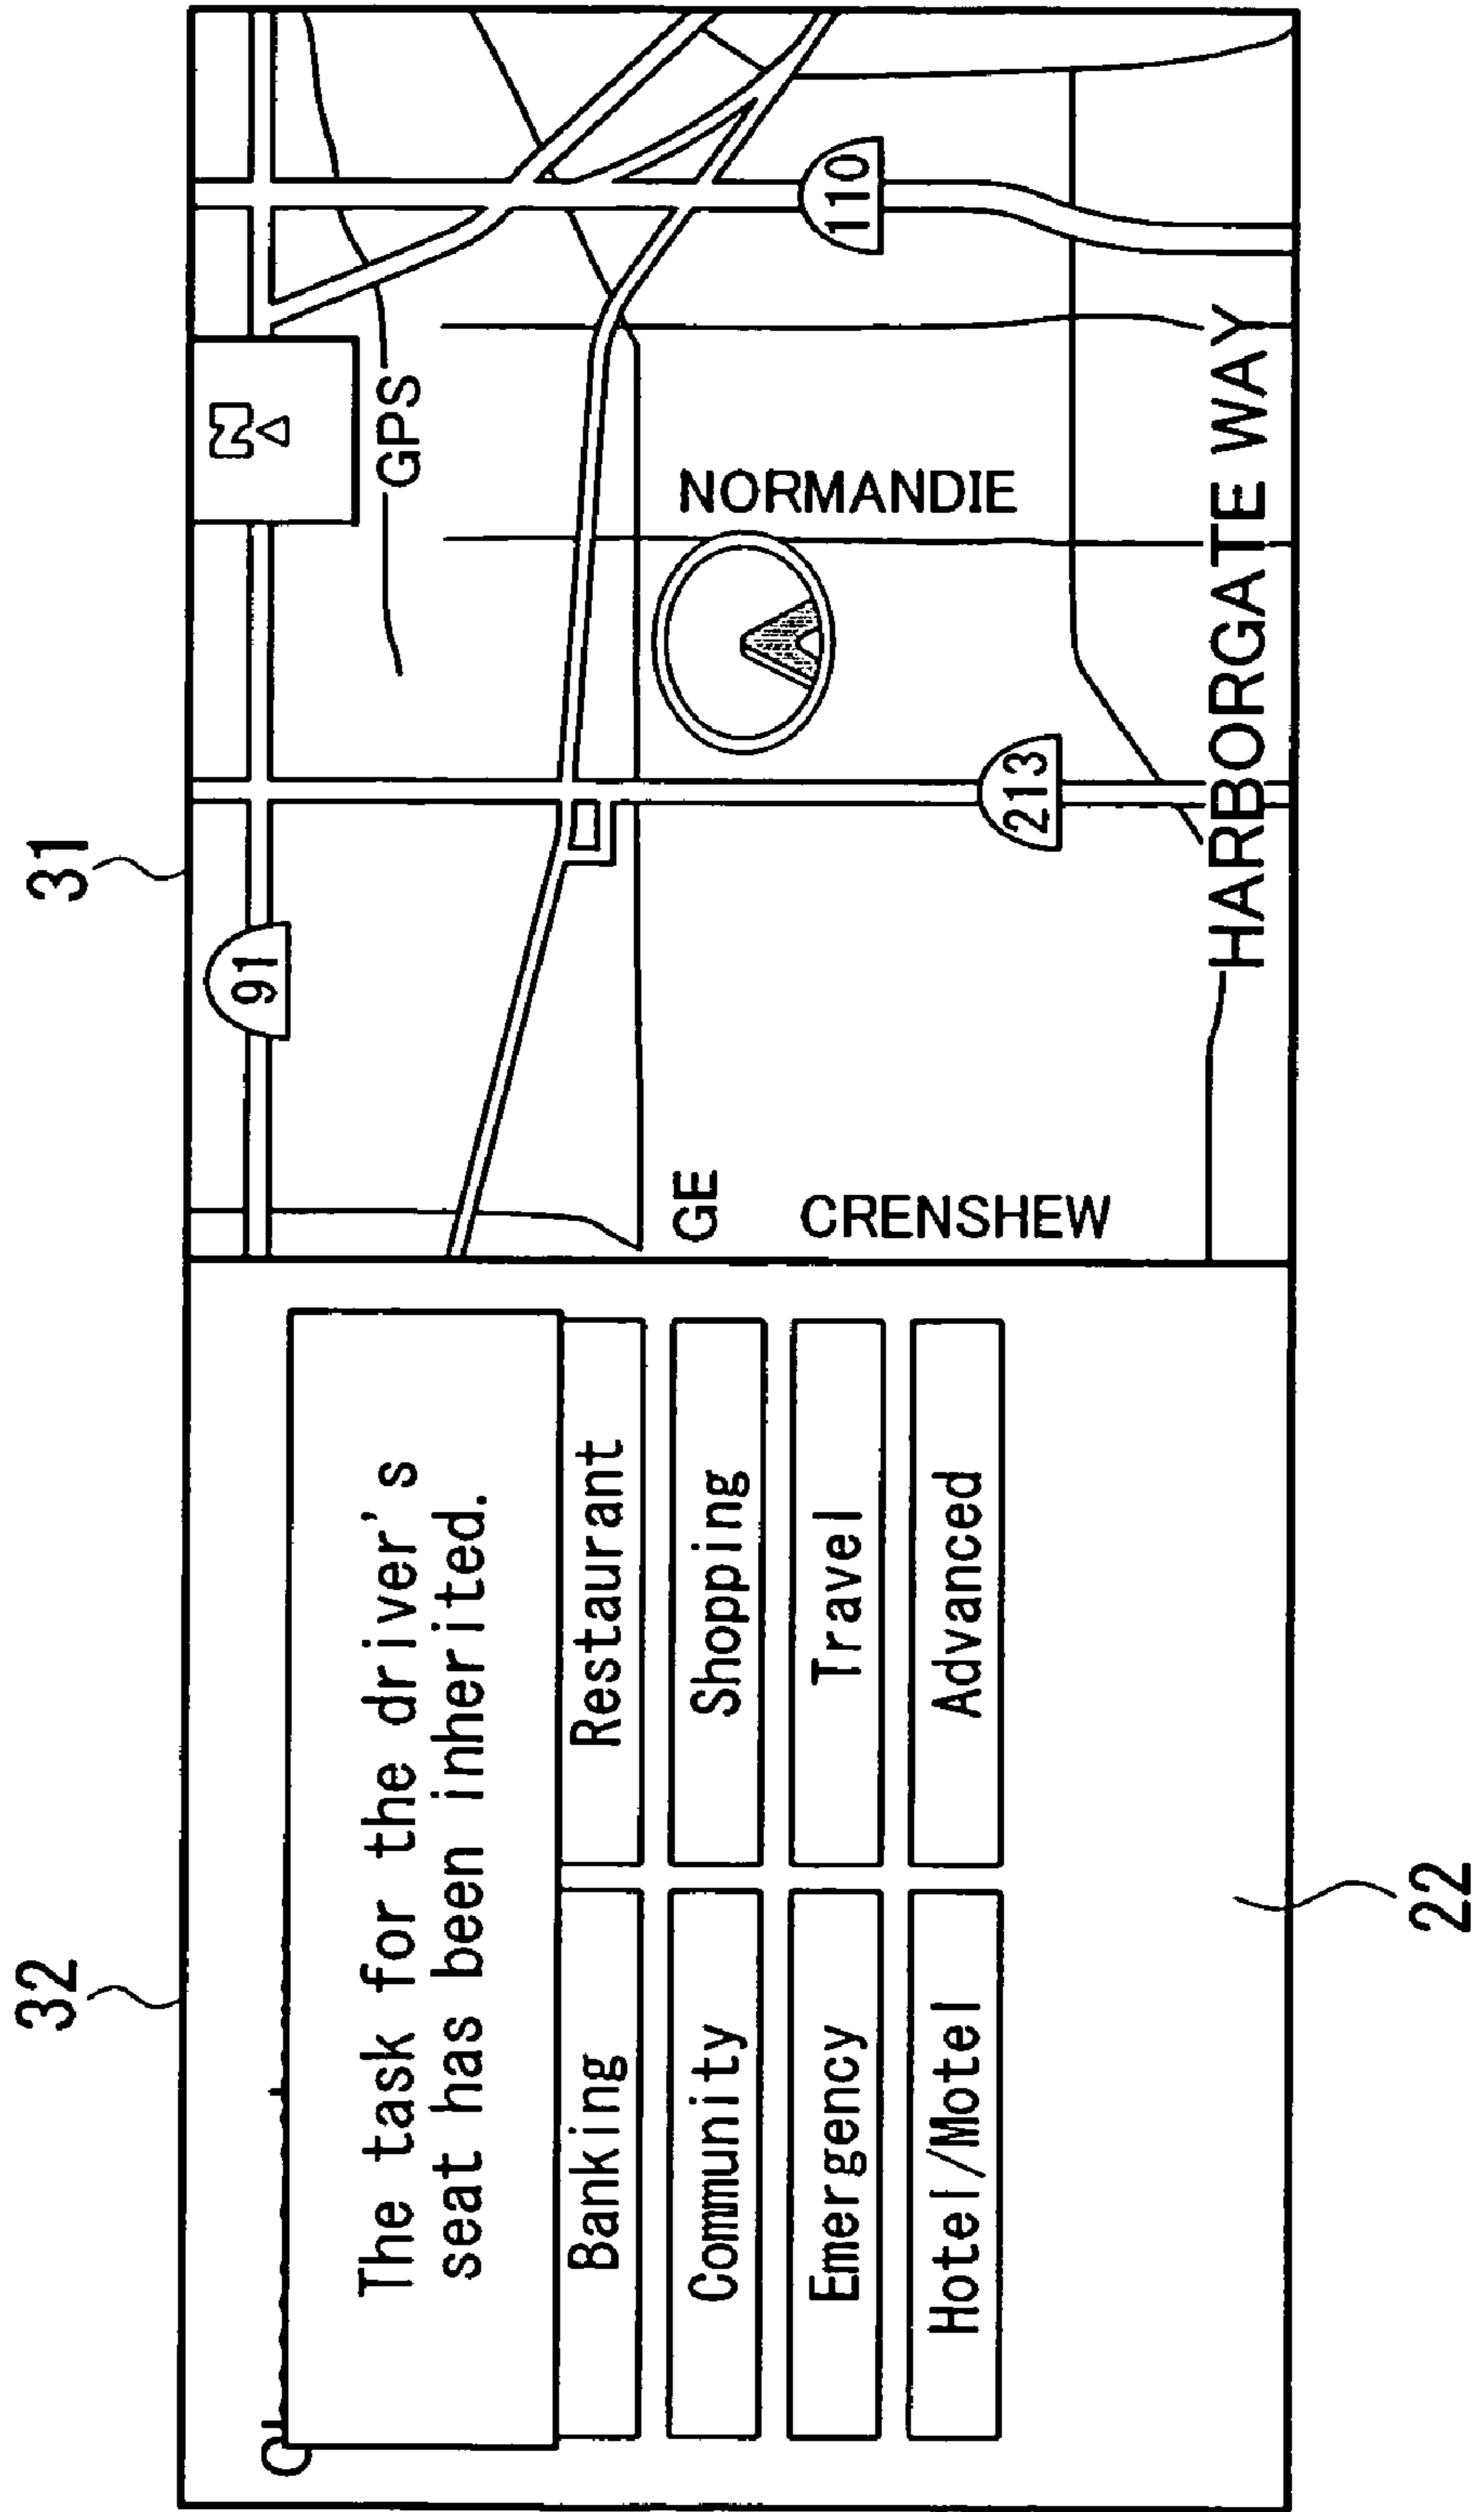 32
31
The task for the driver's
seat has been inherited.
Banking
Restaurant
Community
Shopping
Emergency
Travel
Hotel/Motel
Advanced
22
91
N
GPS
GE
NORMANDIE
CRENSHEW
110
213
HARBORGATE WAY